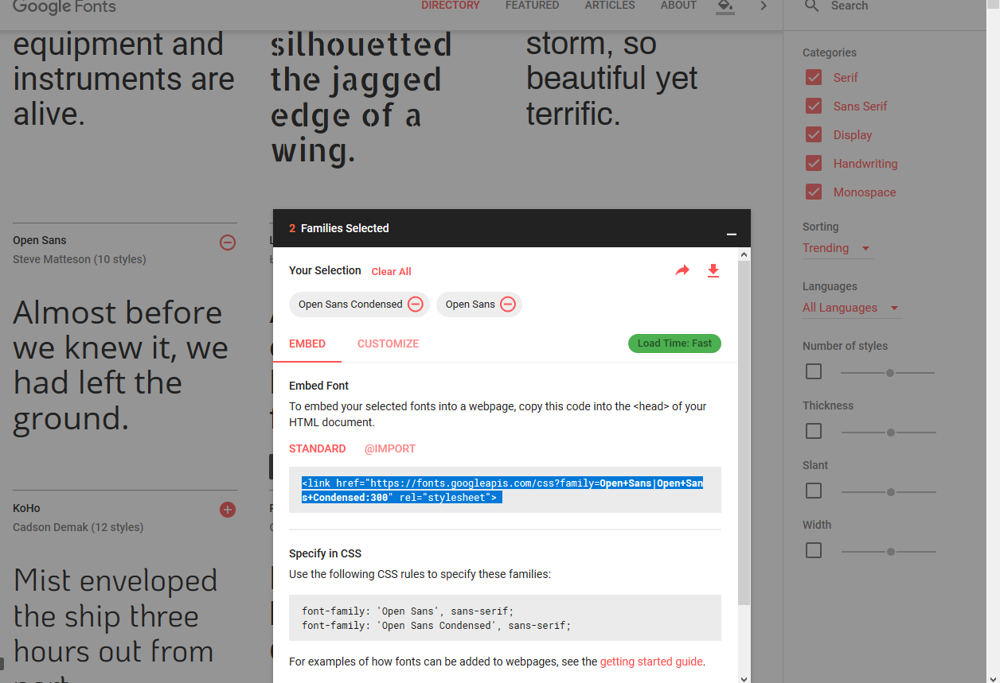 Google Fonts
DIRECTORY
FEATURED
ARTICLES
ABOUT
Search
equipment and
instruments are
alive.
silhouetted
the jagged
edge of a
wing.
storm, so
beautiful yet
terrific.
Categories
Serif
Sans Serif
Display
Handwriting
Monospace
Sorting
Trending
Languages
All Languages
Number of styles
Thickness
Slant
Width
Open Sans
Steve Matteson (10 styles)
Almost before
we knew it, we
had left the
ground.
KoHo
Cadson Demak (12 styles)
Mist enveloped
the ship three
hours out from
port.
2 Families Selected
Your Selection Clear All
Open Sans Condensed
Open Sans
EMBED
CUSTOMIZE
Load Time: Fast
Embed Font
To embed your selected fonts into a webpage, copy this code into the <head> of your
HTML document.
STANDARD
@IMPORT
<link href="https://fonts.googleapis.com/css?family=Open+Sans|Open+San
s+Condensed:300" rel="stylesheet">
Specify in CSS
Use the following CSS rules to specify these families:
font-family: 'Open Sans', sans-serif;
font-family: 'Open Sans Condensed', sans-serif;
For examples of how fonts can be added to webpages, see the getting started guide.